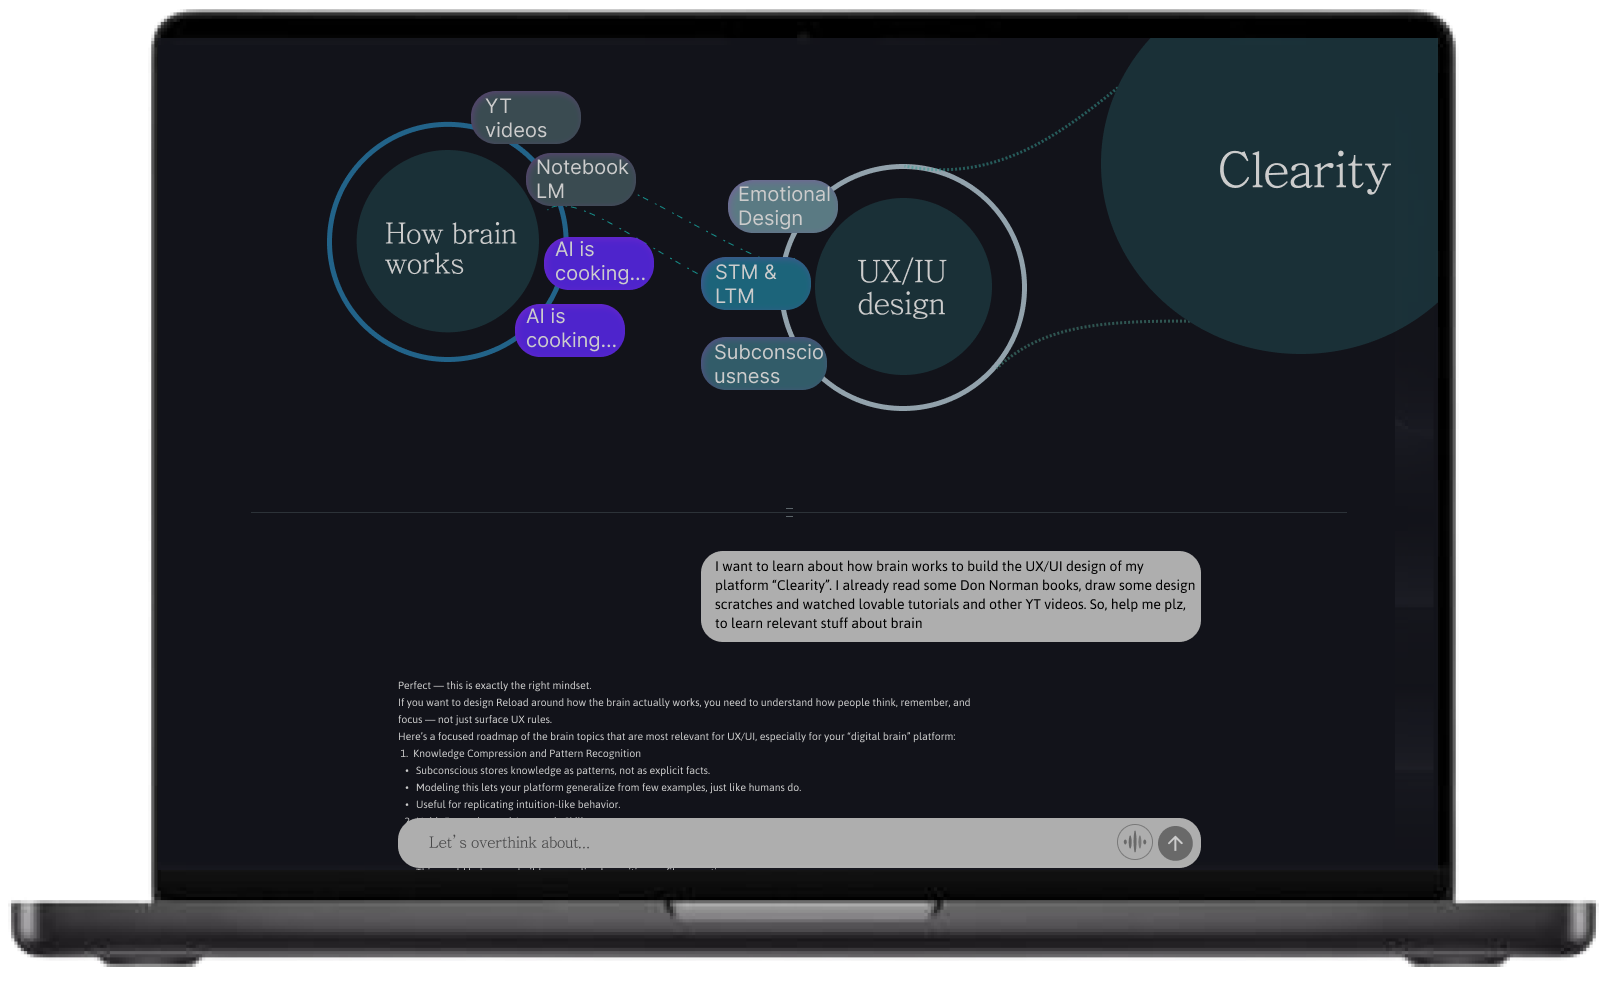 YT
videos
Notebook
LM
How brain
works
AI is
cooking...
AI is
cooking...
Emotional
Design
STM &
LTM
Subconscio
usness
UX/IU
design
Clearity
I want to learn about how brain works to build the UX/UI design of my
platform “Clearity”. I already read some Don Norman books, draw some design
scratches and watched lovable tutorials and other YT videos. So, help me plz,
to learn relevant stuff about brain
Perfect — this is exactly the right mindset.
If you want to design Reload around how the brain actually works, you need to understand how people think, remember, and
focus — not just surface UX rules.
Here’s a focused roadmap of the brain topics that are most relevant for UX/UI, especially for your “digital brain” platform:
1. Knowledge Compression and Pattern Recognition
• Subconscious stores knowledge as patterns, not as explicit facts.
• Modeling this lets your platform generalize from few examples, just like humans do.
• Useful for replicating intuition-like behavior.
Let’s overthink about...